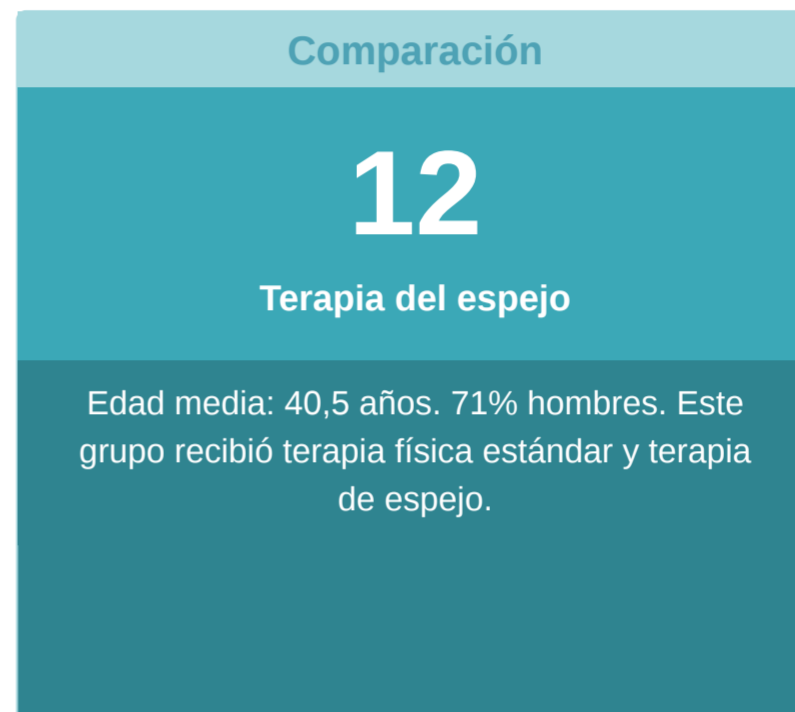 Comparación
12
Terapia del espejo
Edad media: 40,5 años. 71% hombres. Este
grupo recibió terapia física estándar y terapia
de espejo.